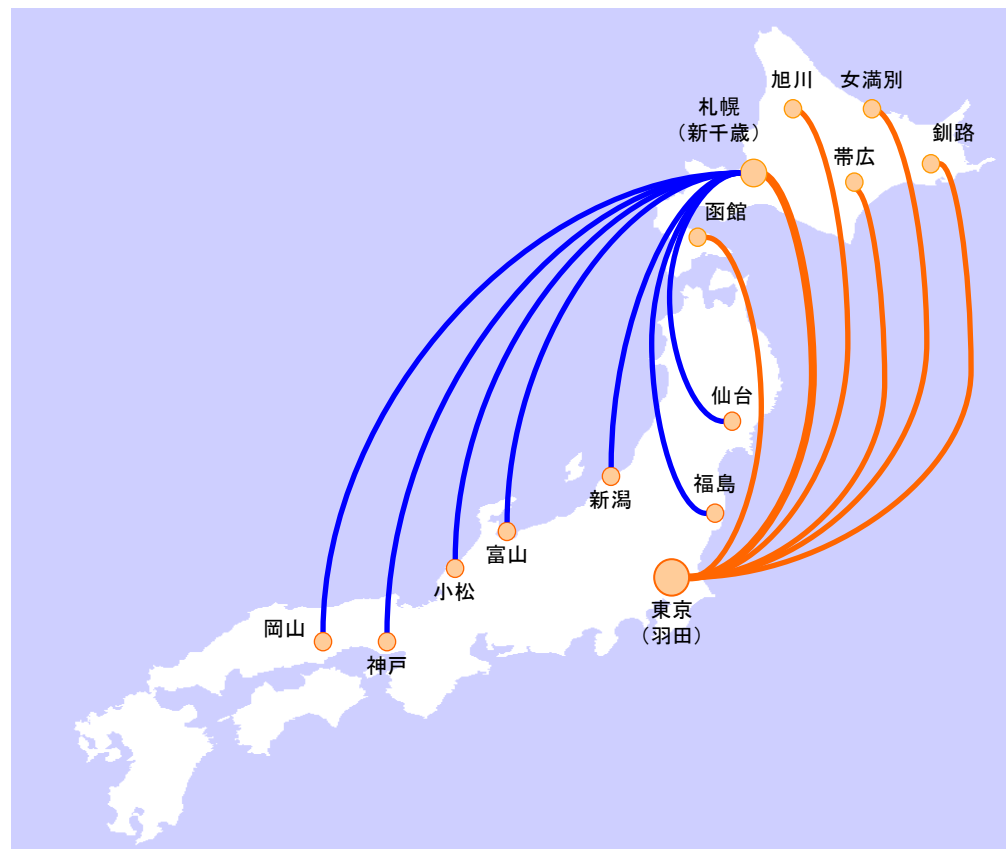 旭川
女満別
札幌
（新千歳）
釧路
帯広
函館
仙台
福島
新潟
富山
小松
東京
（羽田）
岡山
神戸